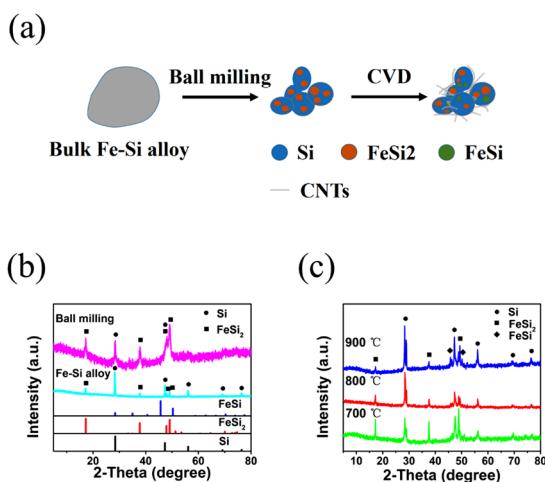 (a)
Ball milling
CVD
Bulk Fe-Si alloy
Si
FeSi2
FeSi
CNTs
(b)
Intensity (a.u.)
Ball milling
Si
FeSi2
Fe-Si alloy
FeSi
FeSi2
Si
20
40
60
80
2-Theta (degree)
(c)
Intensity (a.u.)
Si
FeSi2
FeSi
900 ℃
800 ℃
700 ℃
10 20 30 40 50 60 70 80
2-Theta (degree)